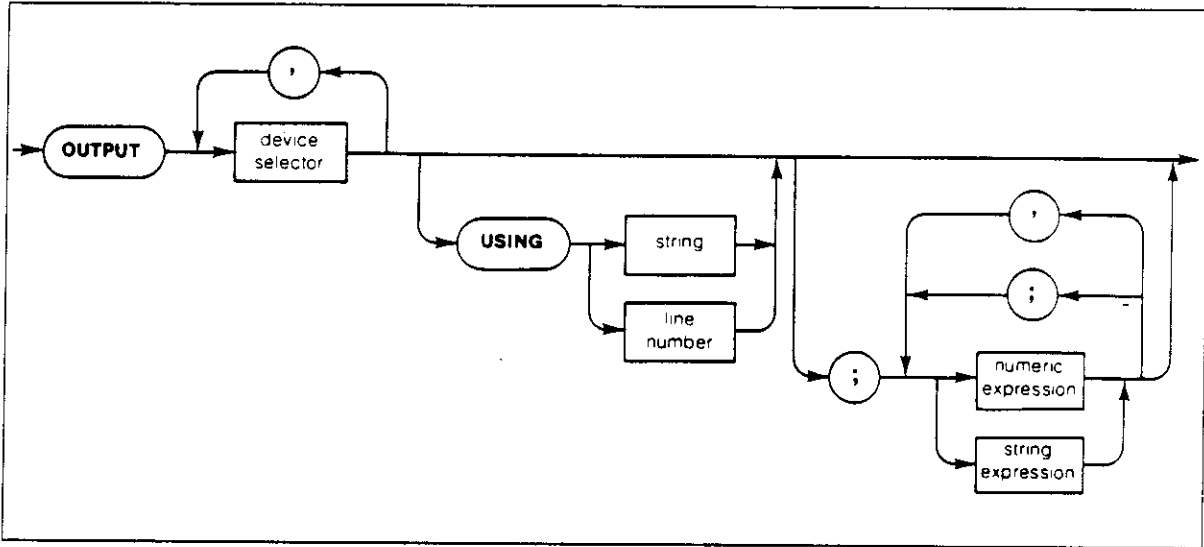 ,
OUTPUT
device
selector
USING
string
line
number
,
;
;
numeric
expression
string
expression